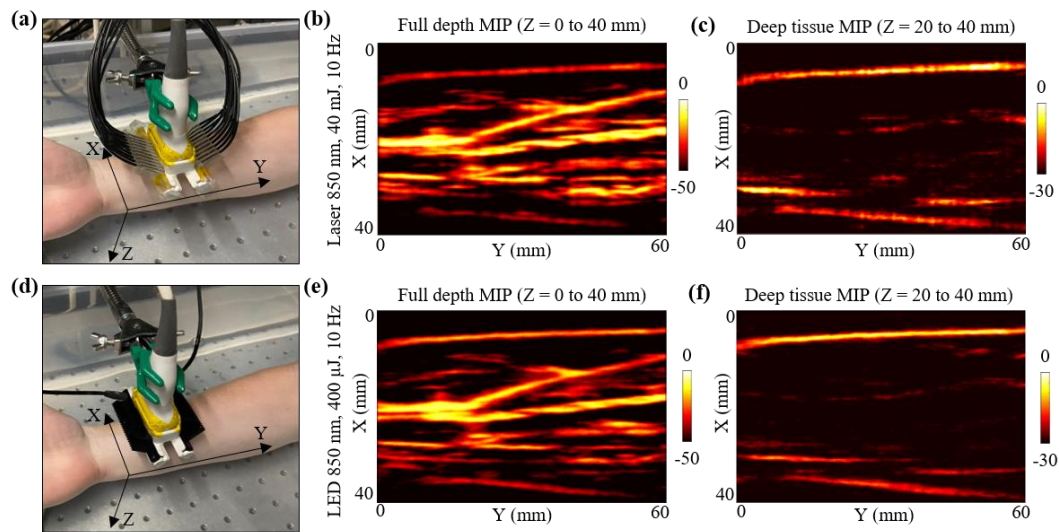 (a)
X
Y
Z
(b)
Full depth MIP (Z = 0 to 40 mm)
Laser 850 nm, 40 mJ, 10 Hz
0
X (mm)
40
0
Y (mm)
60
0
-50
(c)
Deep tissue MIP (Z = 20 to 40 mm)
0
X (mm)
40
0
Y (mm)
60
0
-30
(d)
X
Y
Z
(e)
Full depth MIP (Z = 0 to 40 mm)
LED 850 nm, 400 μJ, 10 Hz
0
X (mm)
40
0
Y (mm)
60
0
-50
(f)
Deep tissue MIP (Z = 20 to 40 mm)
0
X (mm)
40
0
Y (mm)
60
0
-30